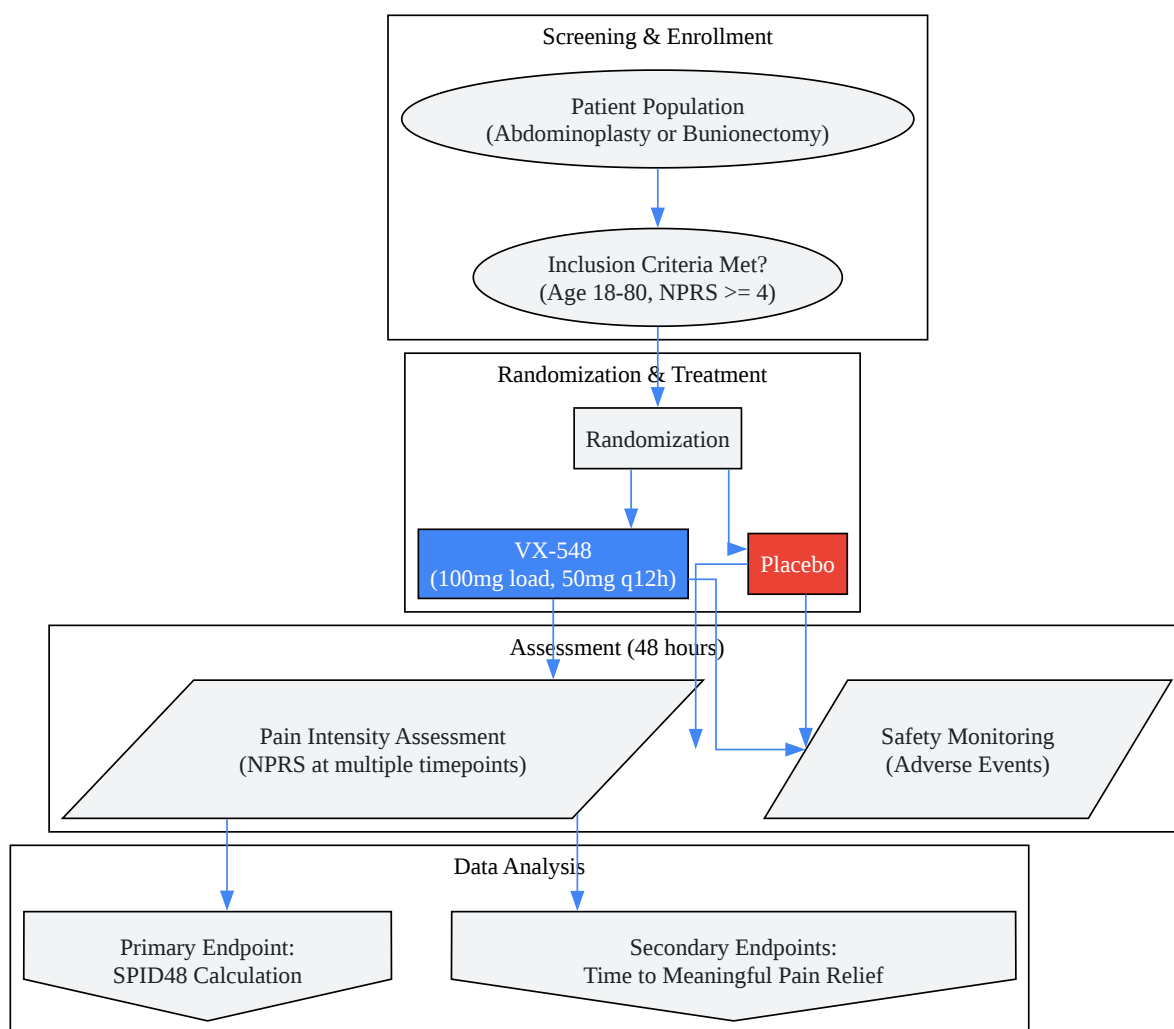 Screening & Enrollment
Patient Population
(Abdominoplasty or Bunionectomy)
Inclusion Criteria Met?
(Age 18-80, NPRS >= 4)
Randomization & Treatment
Randomization
VX-548
(100mg load, 50mg q12h)
Placebo
Assessment (48 hours)
Pain Intensity Assessment
(NPRS at multiple timepoints)
Safety Monitoring
(Adverse Events)
Data Analysis
Primary Endpoint:
SPID48 Calculation
Secondary Endpoints:
Time to Meaningful Pain Relief